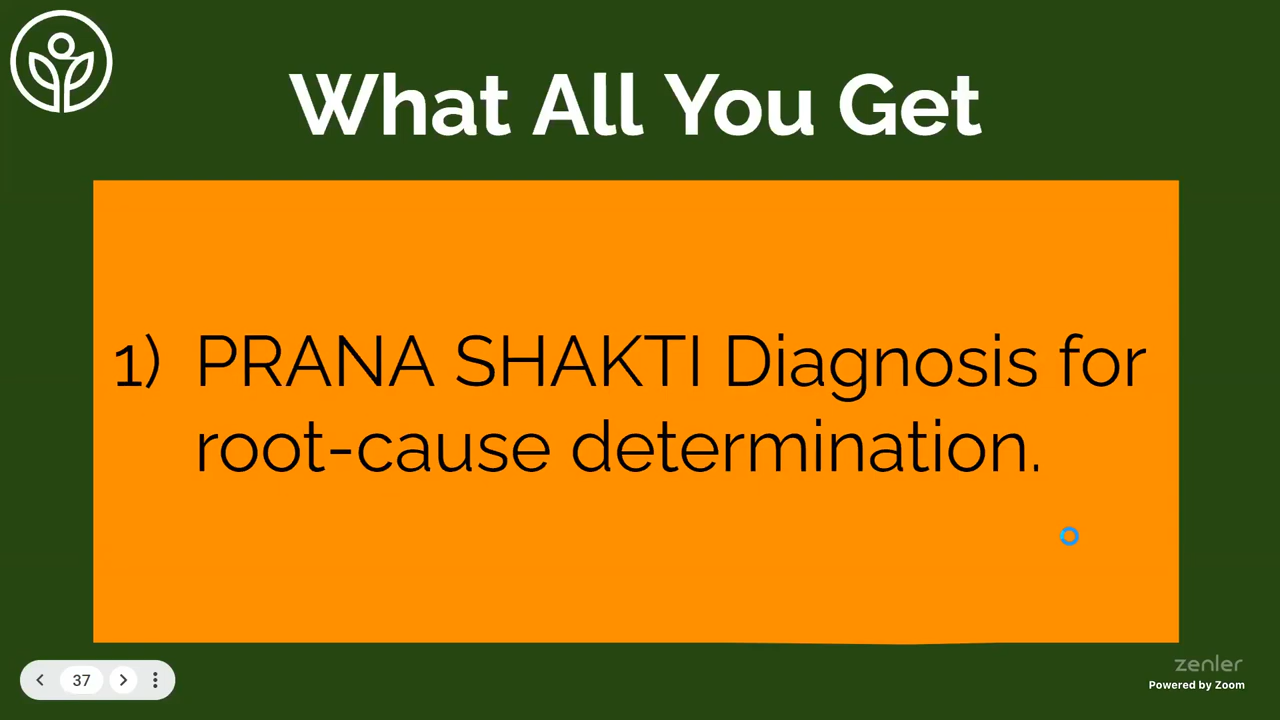 What All You Get
1) PRANA SHAKTI Diagnosis for
root-cause determination.
37
zenler
Powered by Zoom